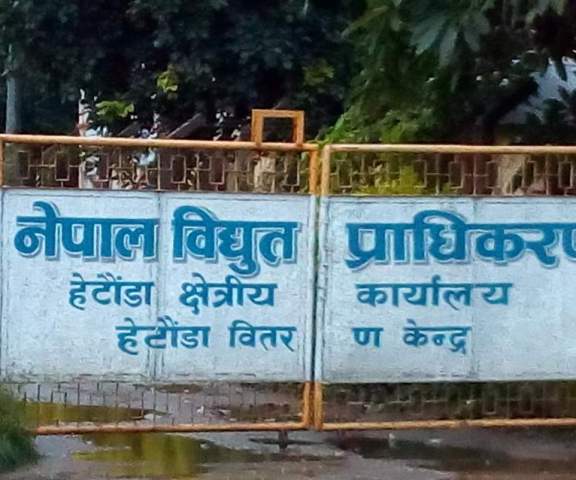 नेपाल विद्युत प्राधिकरण
हेटौंडा क्षेत्रीय कार्यालय
हेटौंडा वितर ण केन्द्र